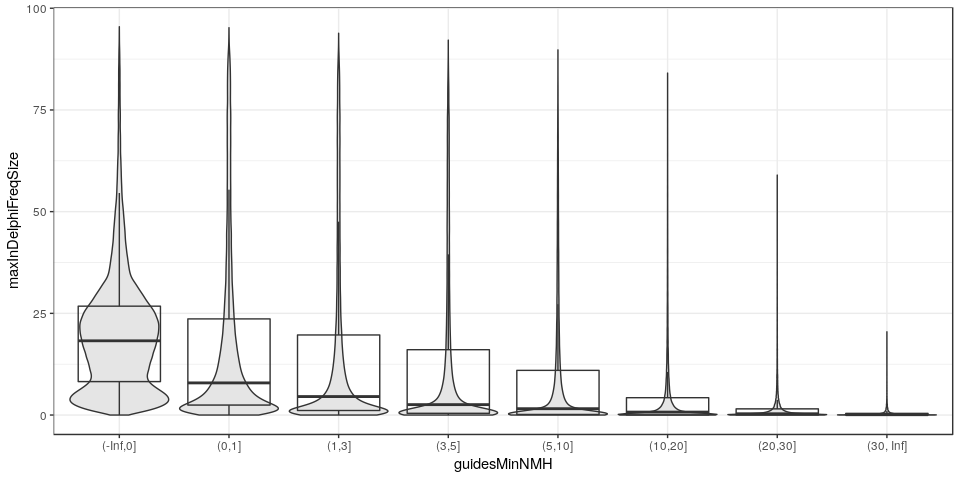 maxInDelphiFreqSize
100
75
50
25
0
(-Inf,0] (0,1] (1,3] (3,5] (5,10] (10,20] (20,30] (30, Inf]
guidesMinNMH